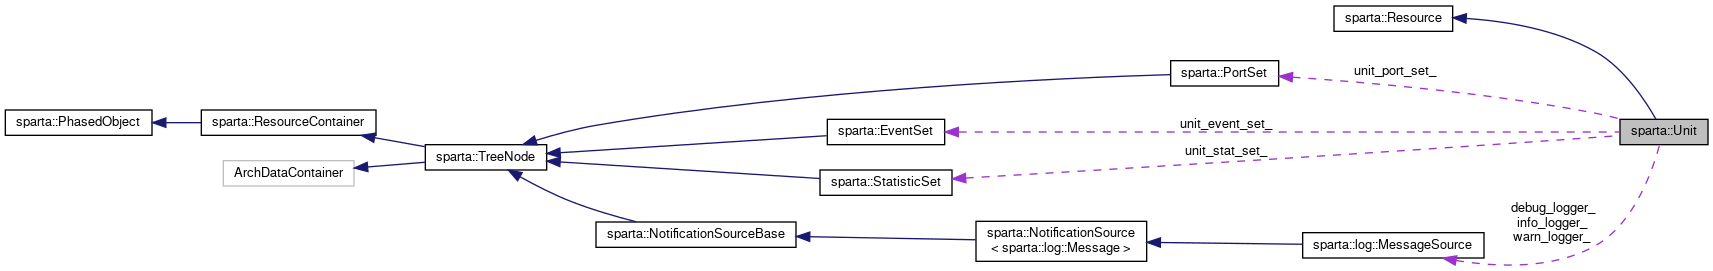 sparta::Resource
sparta::PortSet
unit_port_set_
sparta::PhasedObject
sparta::ResourceContainer
sparta::EventSet
unit_event_set_
sparta::Unit
sparta::TreeNode
unit_stat_set_
ArchDataContainer
sparta::StatisticSet
debug_logger_
info_logger_
warn_logger_
sparta::NotificationSourceBase
sparta::NotificationSource
< sparta::log::Message >
sparta::log::MessageSource